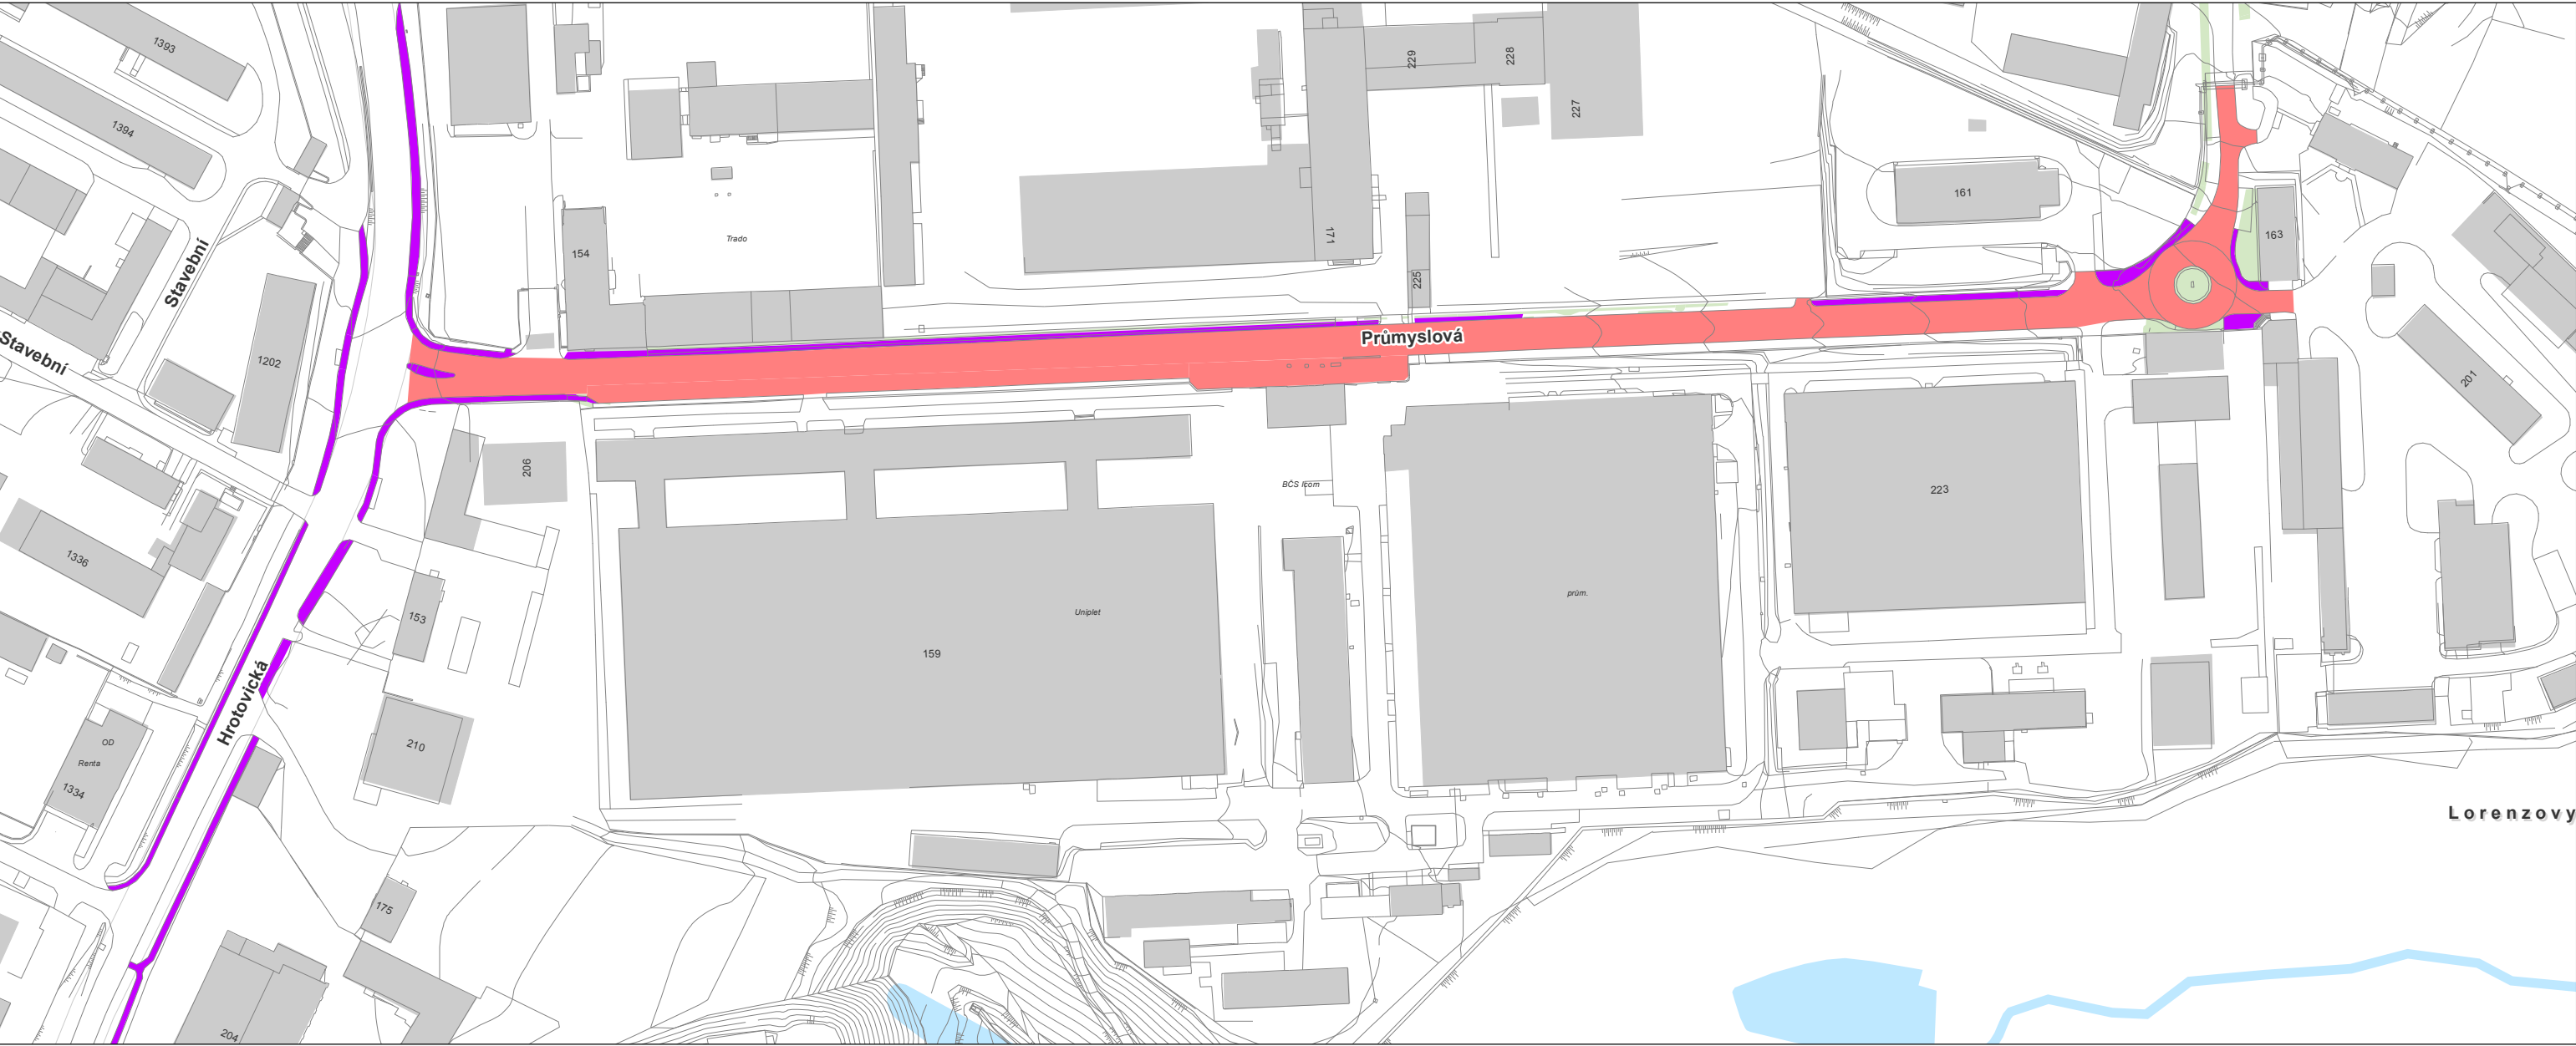 1393
1394
229
228
227
161
163
171
154
Trado
225
Stavební
Stavební
Průmyslová
1202
201
206
BČS Icom
223
1336
prům.
153
Uniplet
159
Hrotovická
210
OD
Renta
1334
Lorenzovy
175
204